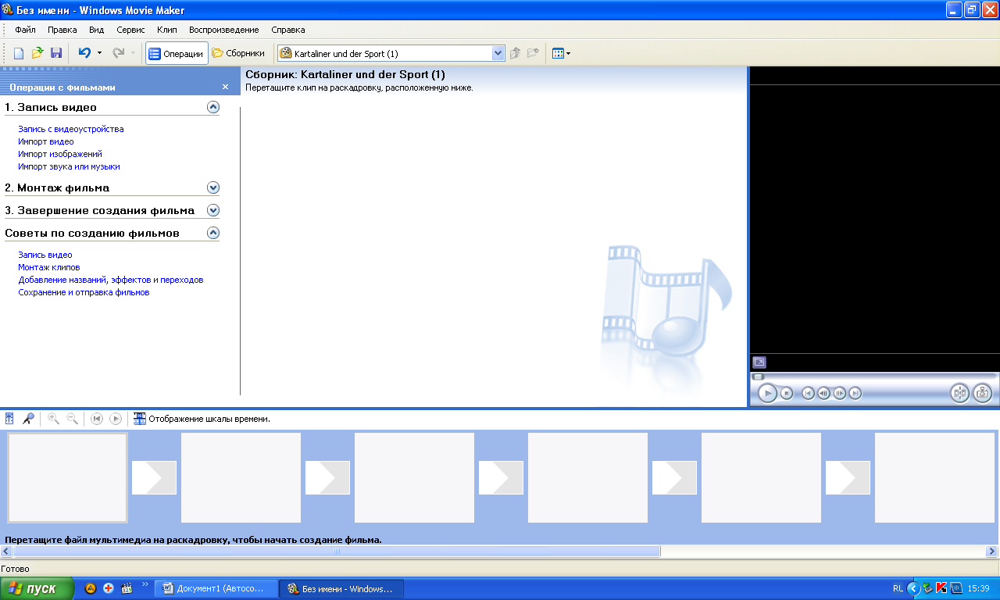 Без имени - Windows Movie Maker
Файл Правка Вид Сервис Клип Воспроизведение Справка
Операции Сборники Kartaliner und der Sport (1)
Операции с фильмами
1. Запись видео
Запись с видеоустройства
Импорт видео
Импорт изображений
Импорт звука или музыки
2. Монтаж фильма
3. Завершение создания фильма
Советы по созданию фильмов
Запись видео
Монтаж клипов
Добавление названий, эффектов и переходов
Сохранение и отправка фильмов
Сборник: Kartaliner und der Sport (1)
Перетащите клип на раскадровку, расположенную ниже.
Отображение шкалы времени.
Перетащите файл мультимедиа на раскадровку, чтобы начать создание фильма.
Готово
пуск Документ1 (Автосо... Без имени - Windows... RL 15:39